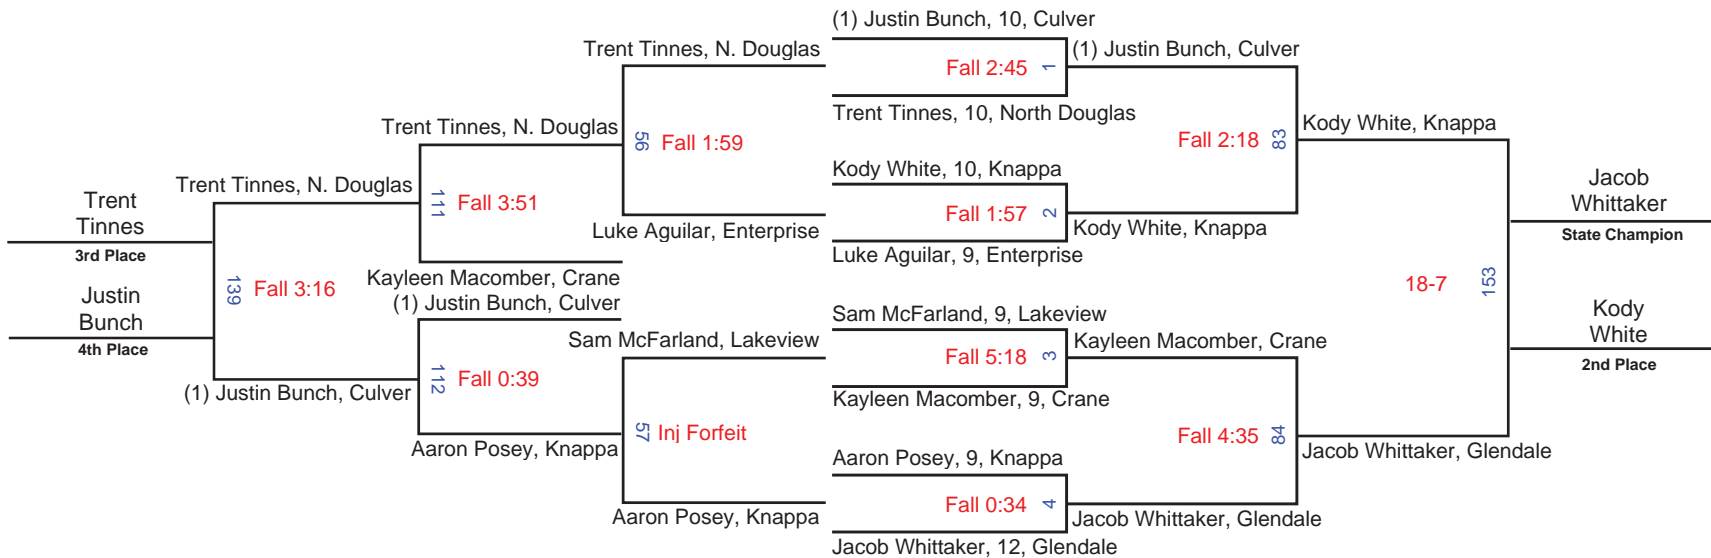 (1) Justin Bunch, 10, Culver
Trent Tinnes, N. Douglas
(1) Justin Bunch, Culver
Fall 2:45
1
Trent Tinnes, 10, North Douglas
Trent Tinnes, N. Douglas
56
Fall 1:59
Fall 2:18
83
Kody White, Knappa
Kody White, 10, Knappa
Trent Tinnes, N. Douglas
111
Fall 3:51
Fall 1:57
2
Trent
Tinnes
3rd Place
Jacob
Whittaker
State Champion
Luke Aguilar, Enterprise
Kody White, Knappa
Luke Aguilar, 9, Enterprise
Kayleen Macomber, Crane
139
Fall 3:16
18-7
153
(1) Justin Bunch, Culver
Justin
Bunch
4th Place
Kody
White
2nd Place
Sam McFarland, 9, Lakeview
Sam McFarland, Lakeview
Kayleen Macomber, Crane
Fall 5:18
3
112
Fall 0:39
(1) Justin Bunch, Culver
Kayleen Macomber, 9, Crane
57
Inj Forfeit
Fall 4:35
84
Aaron Posey, Knappa
Jacob Whittaker, Glendale
Aaron Posey, 9, Knappa
Fall 0:34
4
Aaron Posey, Knappa
Jacob Whittaker, Glendale
Jacob Whittaker, 12, Glendale